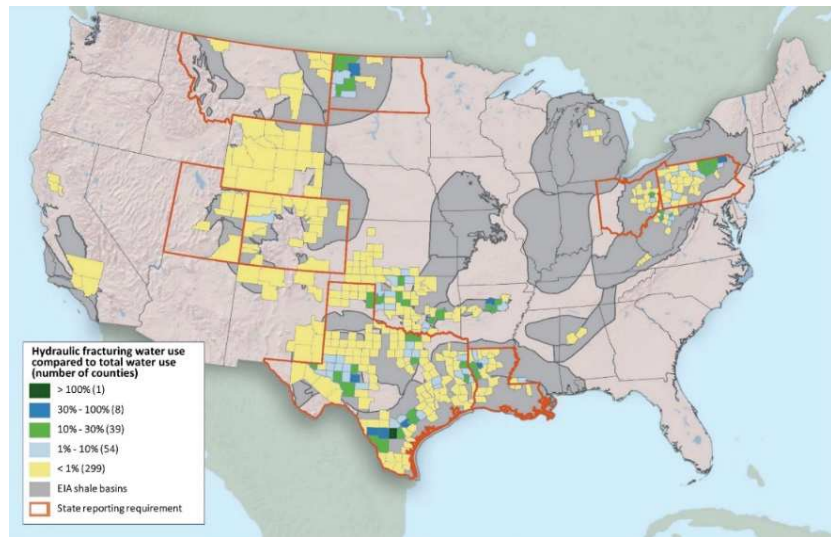 Hydraulic fracturing water use
compared to total water use
(number of counties)
> 100% (1)
30% - 100% (8)
10% - 30% (39)
1% - 10% (54)
< 1% (299)
EIA shale basins
State reporting requirement